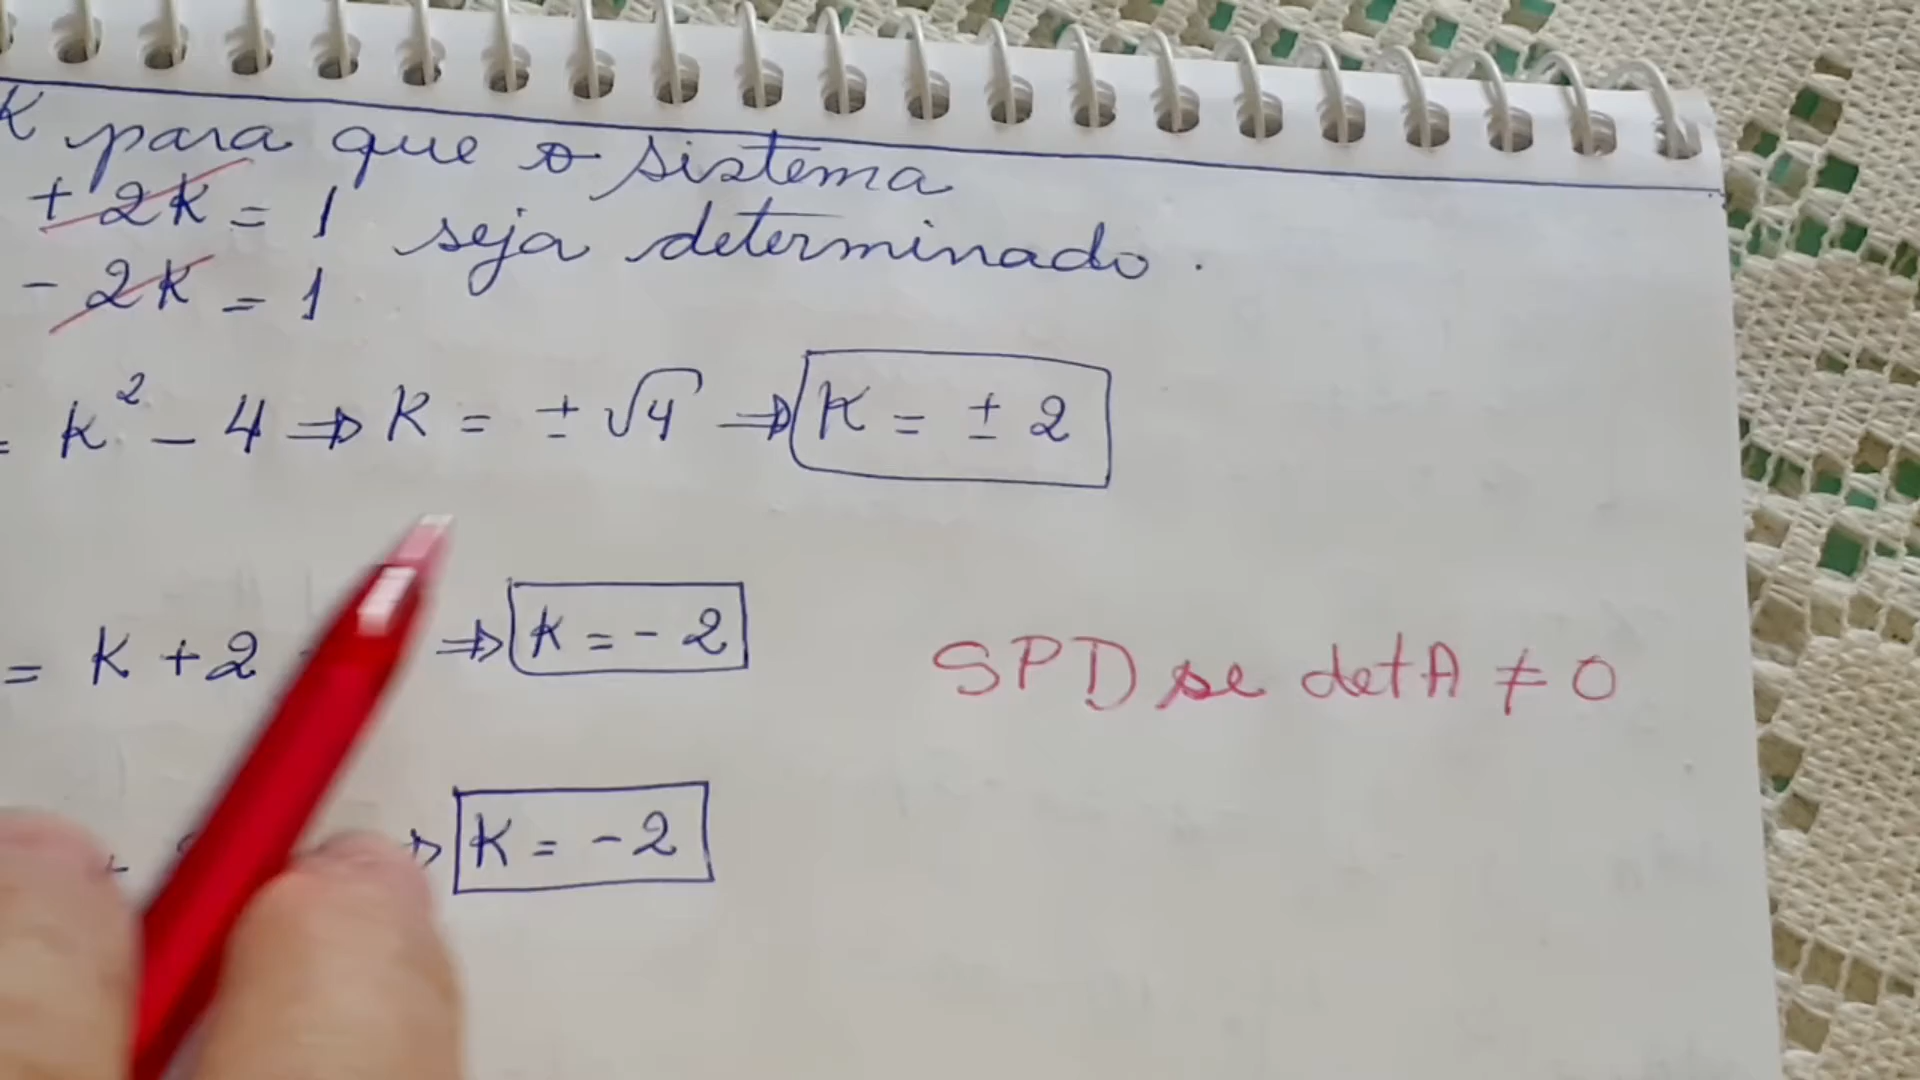 K para que o sistema
+ 2K = 1 seja determinado.
- 2K = 1
= K² - 4 ⇒ K = ± √4 ⇒ K = ± 2
= K + 2 ⇒ K = - 2
⇒ K = - 2
SPD se detA ≠ 0